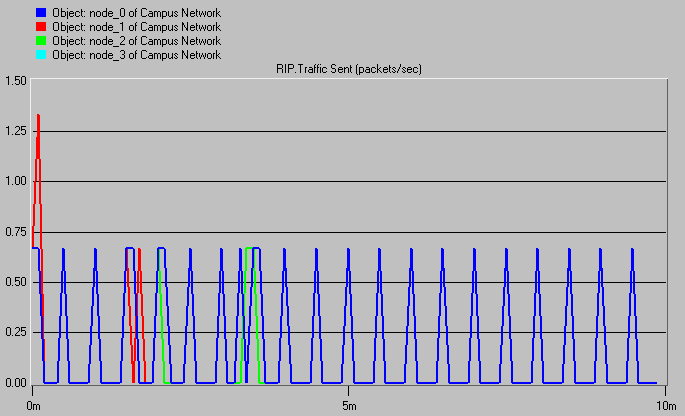 Object: node_0 of Campus Network
Object: node_1 of Campus Network
Object: node_2 of Campus Network
Object: node_3 of Campus Network
RIP.Traffic Sent (packets/sec)
1.50
1.25
1.00
0.75
0.50
0.25
0.00
0m 5m 10m